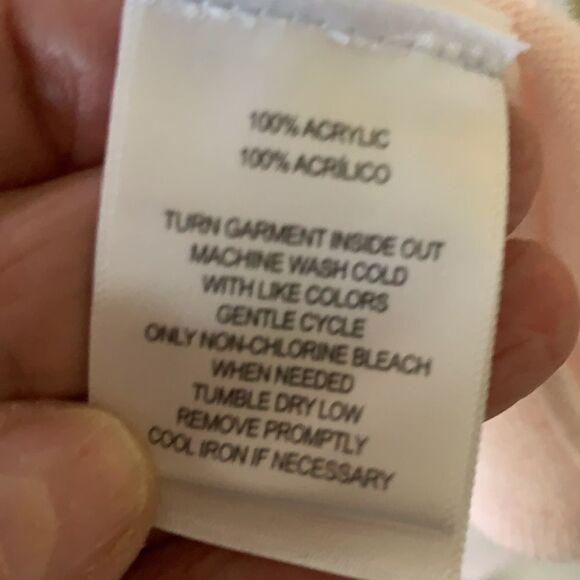 100% ACRYLIC
100% ACRÍLICO
TURN GARMENT INSIDE OUT
MACHINE WASH COLD
WITH LIKE COLORS
GENTLE CYCLE
ONLY NON-CHLORINE BLEACH
WHEN NEEDED
TUMBLE DRY LOW
REMOVE PROMPTLY
COOL IRON IF NECESSARY